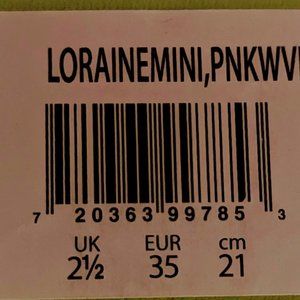 LORAINEMINI,PNKWV
7 20363 99785 3
UK EUR cm
2½ 35 21